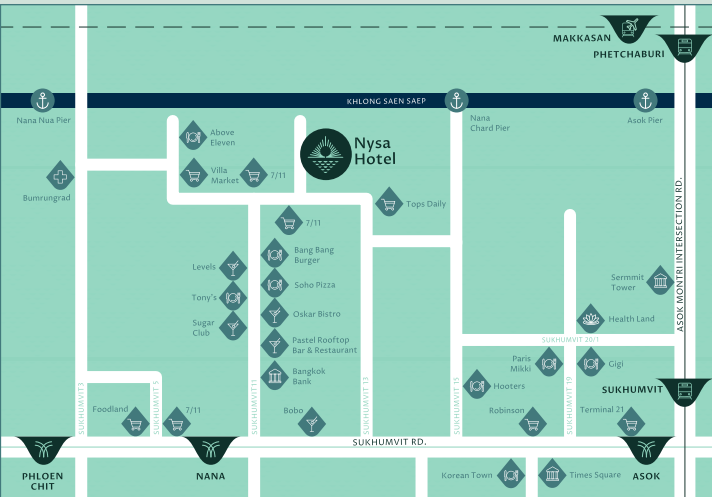 MAKKASAN
PHETCHABURI
KHLONG SAEN SAEP
Nana Nua Pier
Nana
Chard Pier
Asok Pier
Above
Eleven
Nysa
Hotel
Villa
Market
7/11
Bumrungrad
Tops Daily
7/11
Bang Bang
Burger
Levels
Soho Pizza
Tony's
Oskar Bistro
Sugar
Club
Pastel Rooftop
Bar & Restaurant
Bangkok
Bank
Sermmit
Tower
Health Land
ASOK MONTRI INTERSECTION RD.
SUKHUMVIT 20/1
Paris
Mikki
Gigi
Hooters
SUKHUMVIT
SUKHUMVIT 3
SUKHUMVIT 5
SUKHUMVIT 11
SUKHUMVIT 13
SUKHUMVIT 15
SUKHUMVIT 19
Foodland
7/11
Bobo
Robinson
Terminal 21
SUKHUMVIT RD.
PHLOEN
CHIT
NANA
Korean Town
Times Square
ASOK